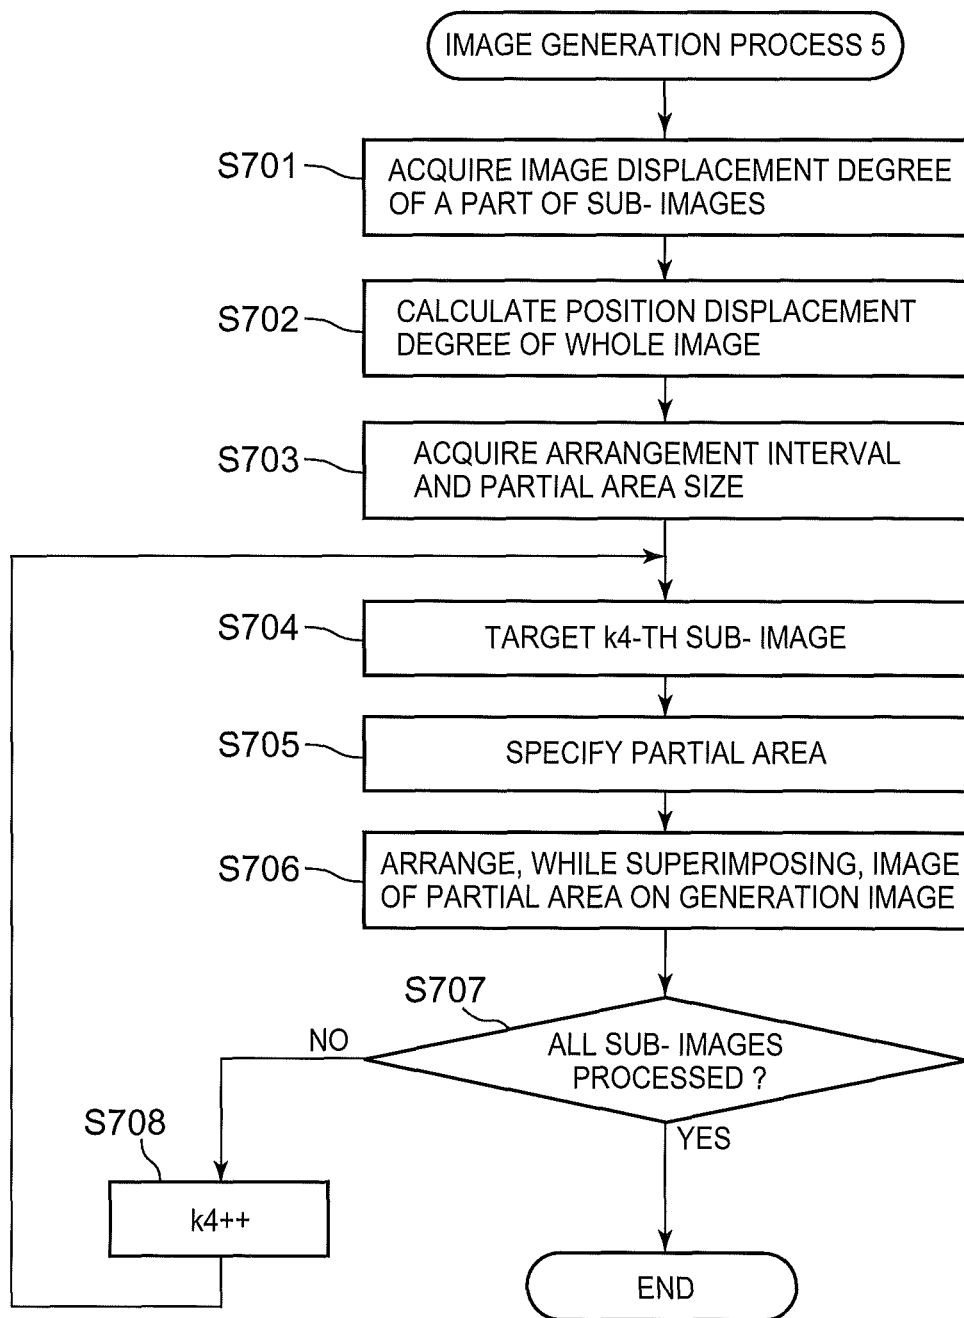 IMAGE GENERATION PROCESS 5
S701
ACQUIRE IMAGE DISPLACEMENT DEGREE
OF A PART OF SUB- IMAGES
S702
CALCULATE POSITION DISPLACEMENT
DEGREE OF WHOLE IMAGE
S703
ACQUIRE ARRANGEMENT INTERVAL
AND PARTIAL AREA SIZE
S704
TARGET k4-TH SUB- IMAGE
S705
SPECIFY PARTIAL AREA
S706
ARRANGE, WHILE SUPERIMPOSING, IMAGE
OF PARTIAL AREA ON GENERATION IMAGE
S707
NO
ALL SUB- IMAGES
PROCESSED ?
S708
YES
k4++
END